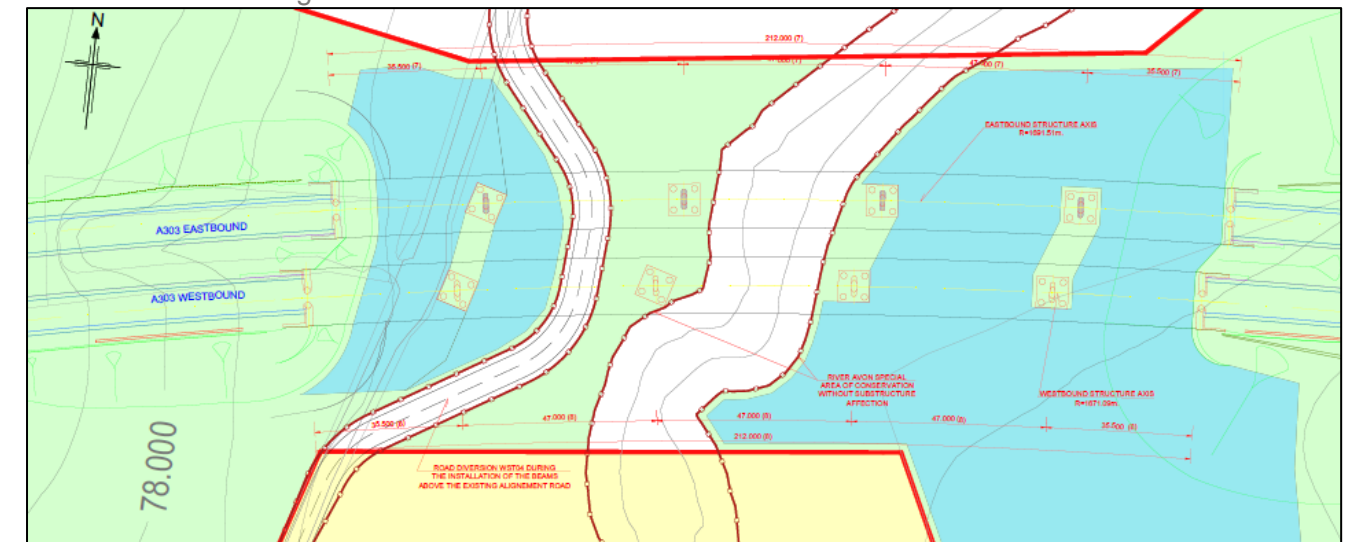 N
212.000 (7)
35.500 (7)
47.000 (7)
47.000 (7)
35.500 (7)
EASTBOUND STRUCTURE AXIS
R=1691.51m.
A303 EASTBOUND
A303 WESTBOUND
RIVER AVON SPECIAL
AREA OF CONSERVATION
WITHOUT SUBSTRUCTURE
AFFECTION
WESTBOUND STRUCTURE AXIS
R=1671.09m.
35.500 (8)
47.000 (8)
47.000 (8)
47.000 (8)
35.500 (8)
212.000 (8)
ROAD DIVERSION WST04 DURING
THE INSTALLATION OF THE BEAMS
ABOVE THE EXISTING ALIGNEMENT ROAD
78.000